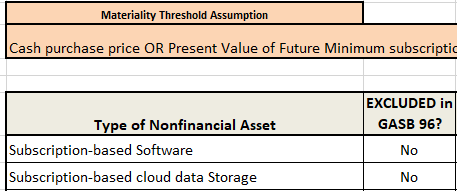 Materiality Threshold Assumption
Cash purchase price OR Present Value of Future Minimum
EXCLUDED in
Type of Nonfinancial Asset GASB 96?
Subscription-based Software No
Subscription-based cloud data Storage No